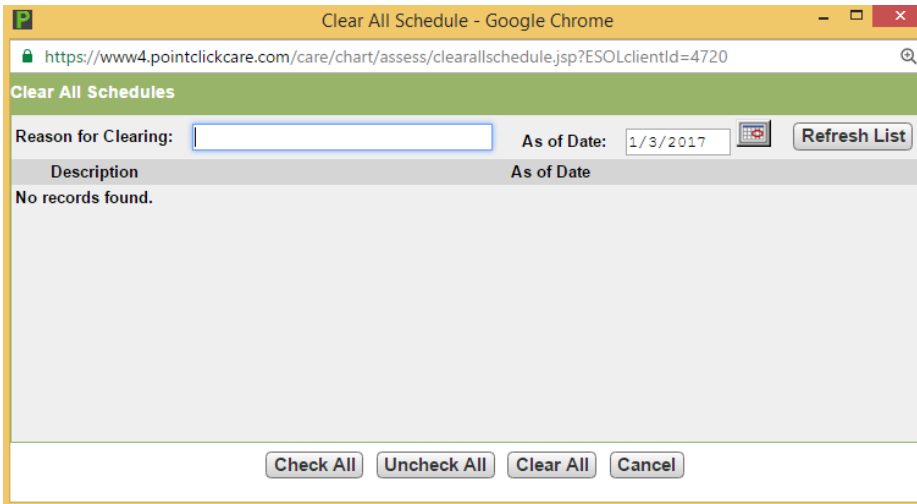 Clear All Schedule - Google Chrome
https://www4.pointclickcare.com/care/chart/assess/clearallschedule.jsp?ESOLclientId=4720
Clear All Schedules
Reason for Clearing: As of Date: 1/3/2017 Refresh List
Description As of Date
No records found.
Check All Uncheck All Clear All Cancel